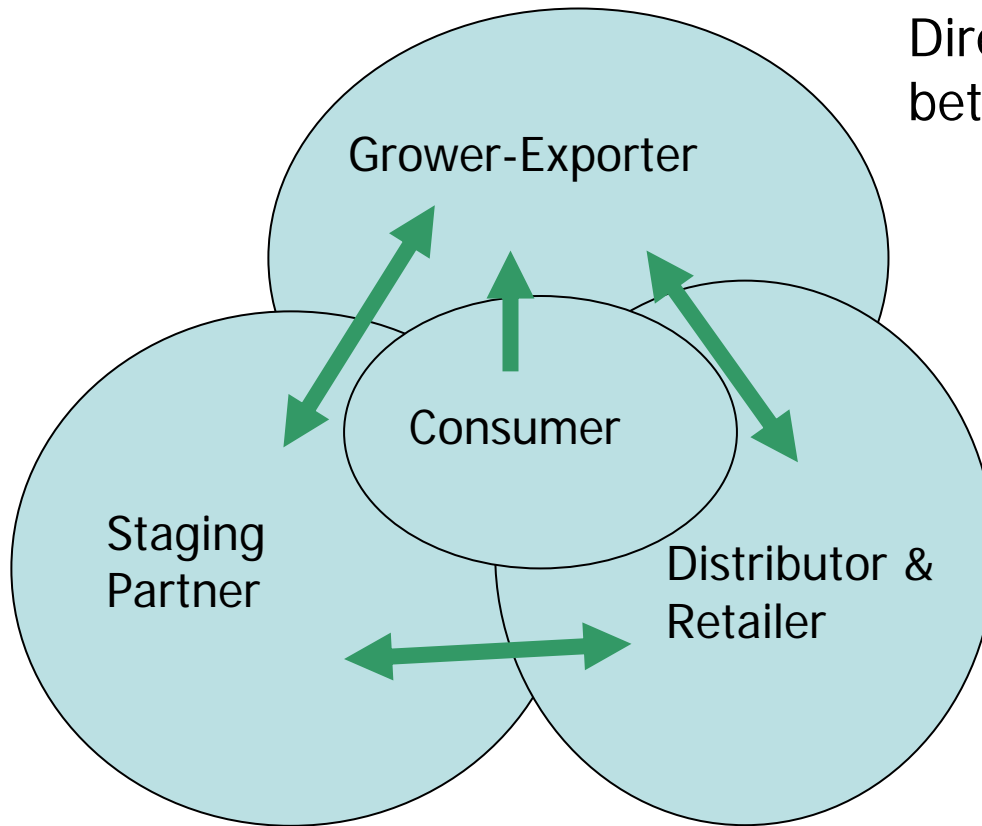 Grower-Exporter
Consumer
Staging
Partner
Distributor &
Retailer